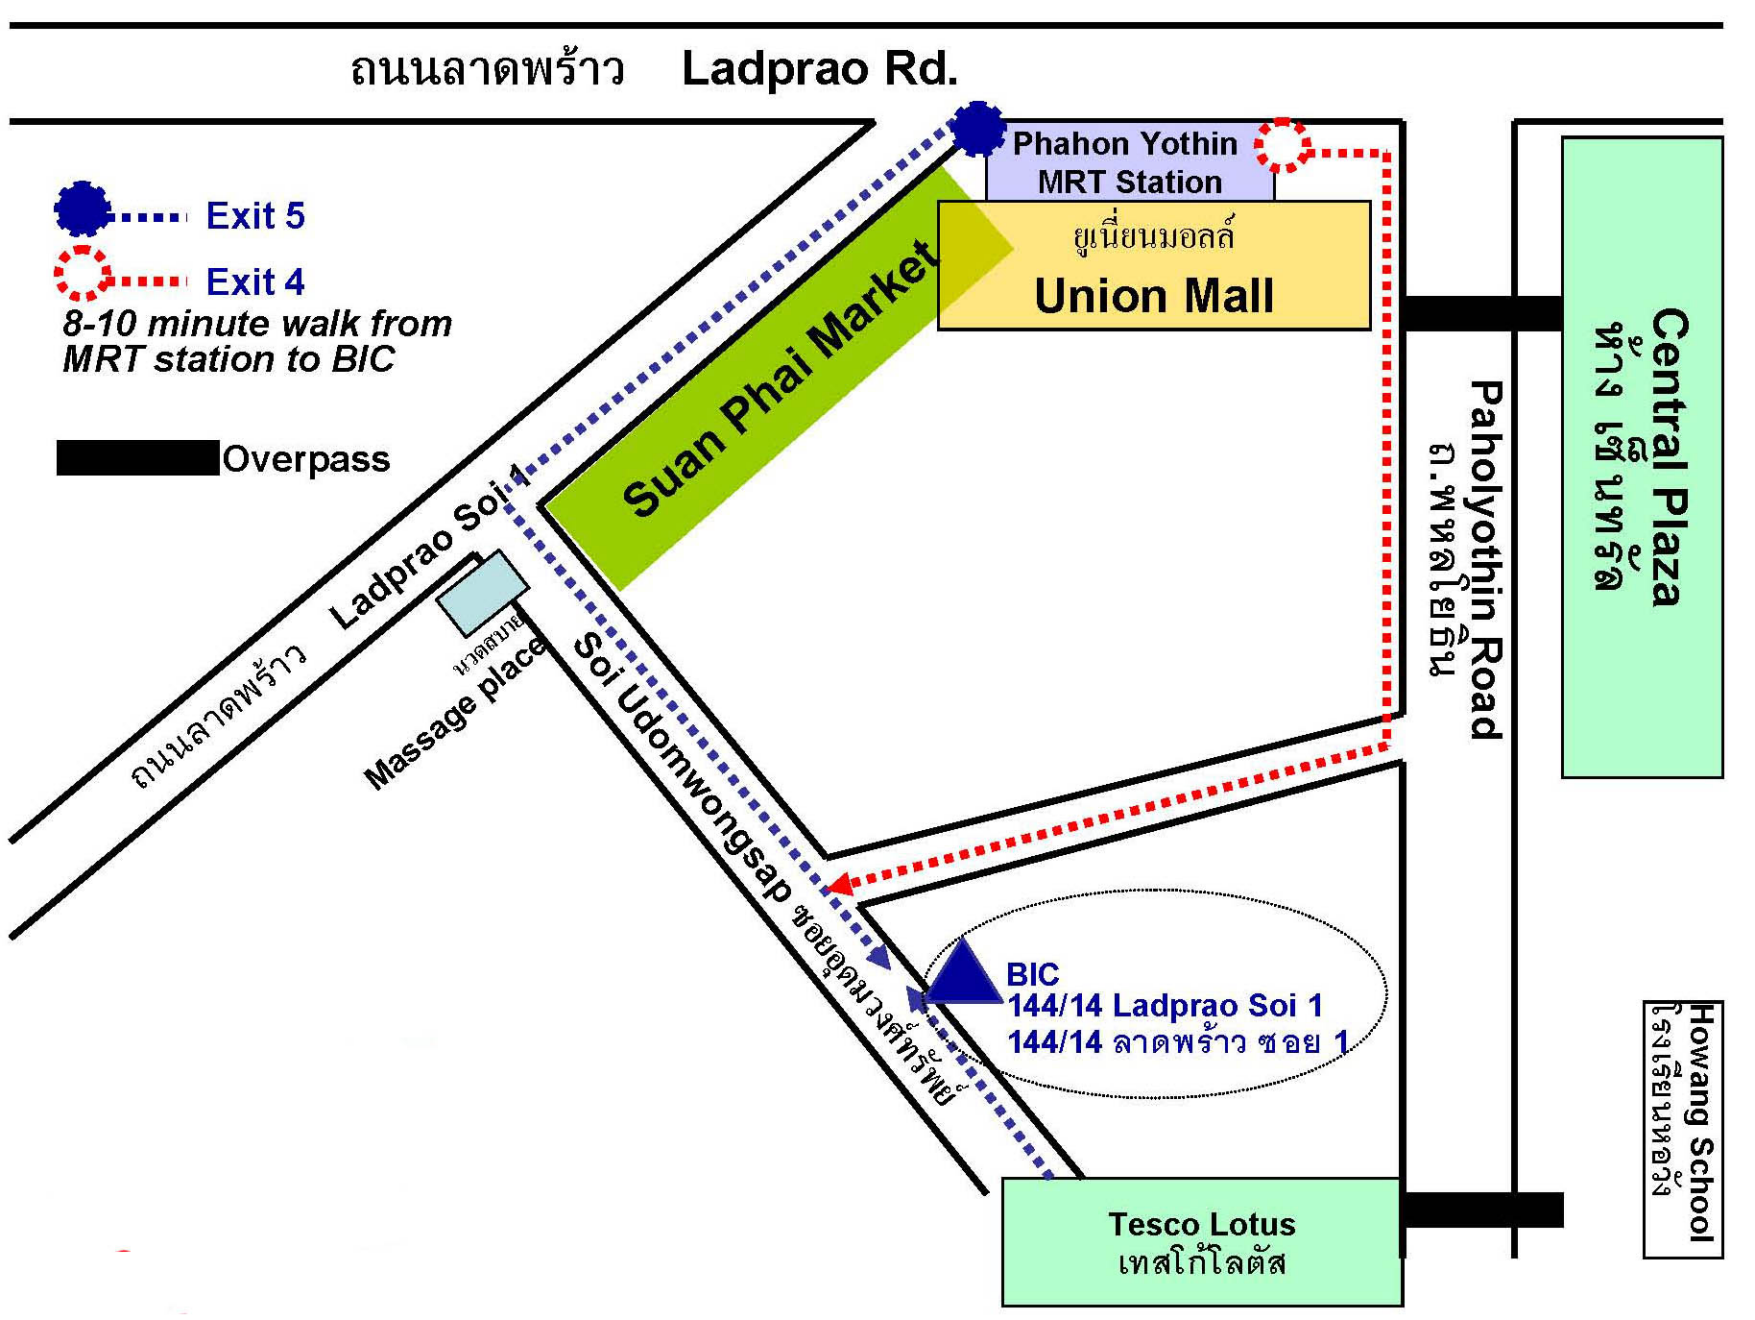 ถนนลาดพร้าว Ladprao Rd.
Phahon Yothin
MRT Station
Exit 5
Exit 4
8-10 minute walk from
MRT station to BIC
Overpass
ยูเนี่ยนมอลล์
Union Mall
Suan Phai Market
Central Plaza
ห้าง เซ็นทรัล
Paholyothin Road
ถ.พหลโยธิน
ถนนลาดพร้าว Ladprao Soi 1
นวดสบาย
Massage place
Soi Udomwongsap ซอยอุดมวงศ์ทรัพย์
BIC
144/14 Ladprao Soi 1
144/14 ลาดพร้าว ซอย 1
Howang School
โรงเรียนหอวัง
Tesco Lotus
เทสโก้โลตัส